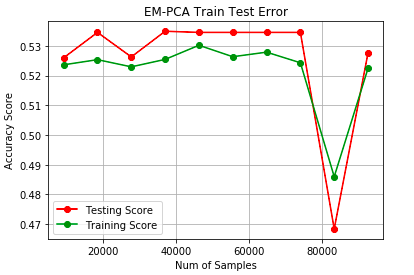 EM-PCA Train Test Error
Accuracy Score
0.53
0.52
0.51
0.50
0.49
0.48
0.47
Testing Score
Training Score
20000 40000 60000 80000
Num of Samples